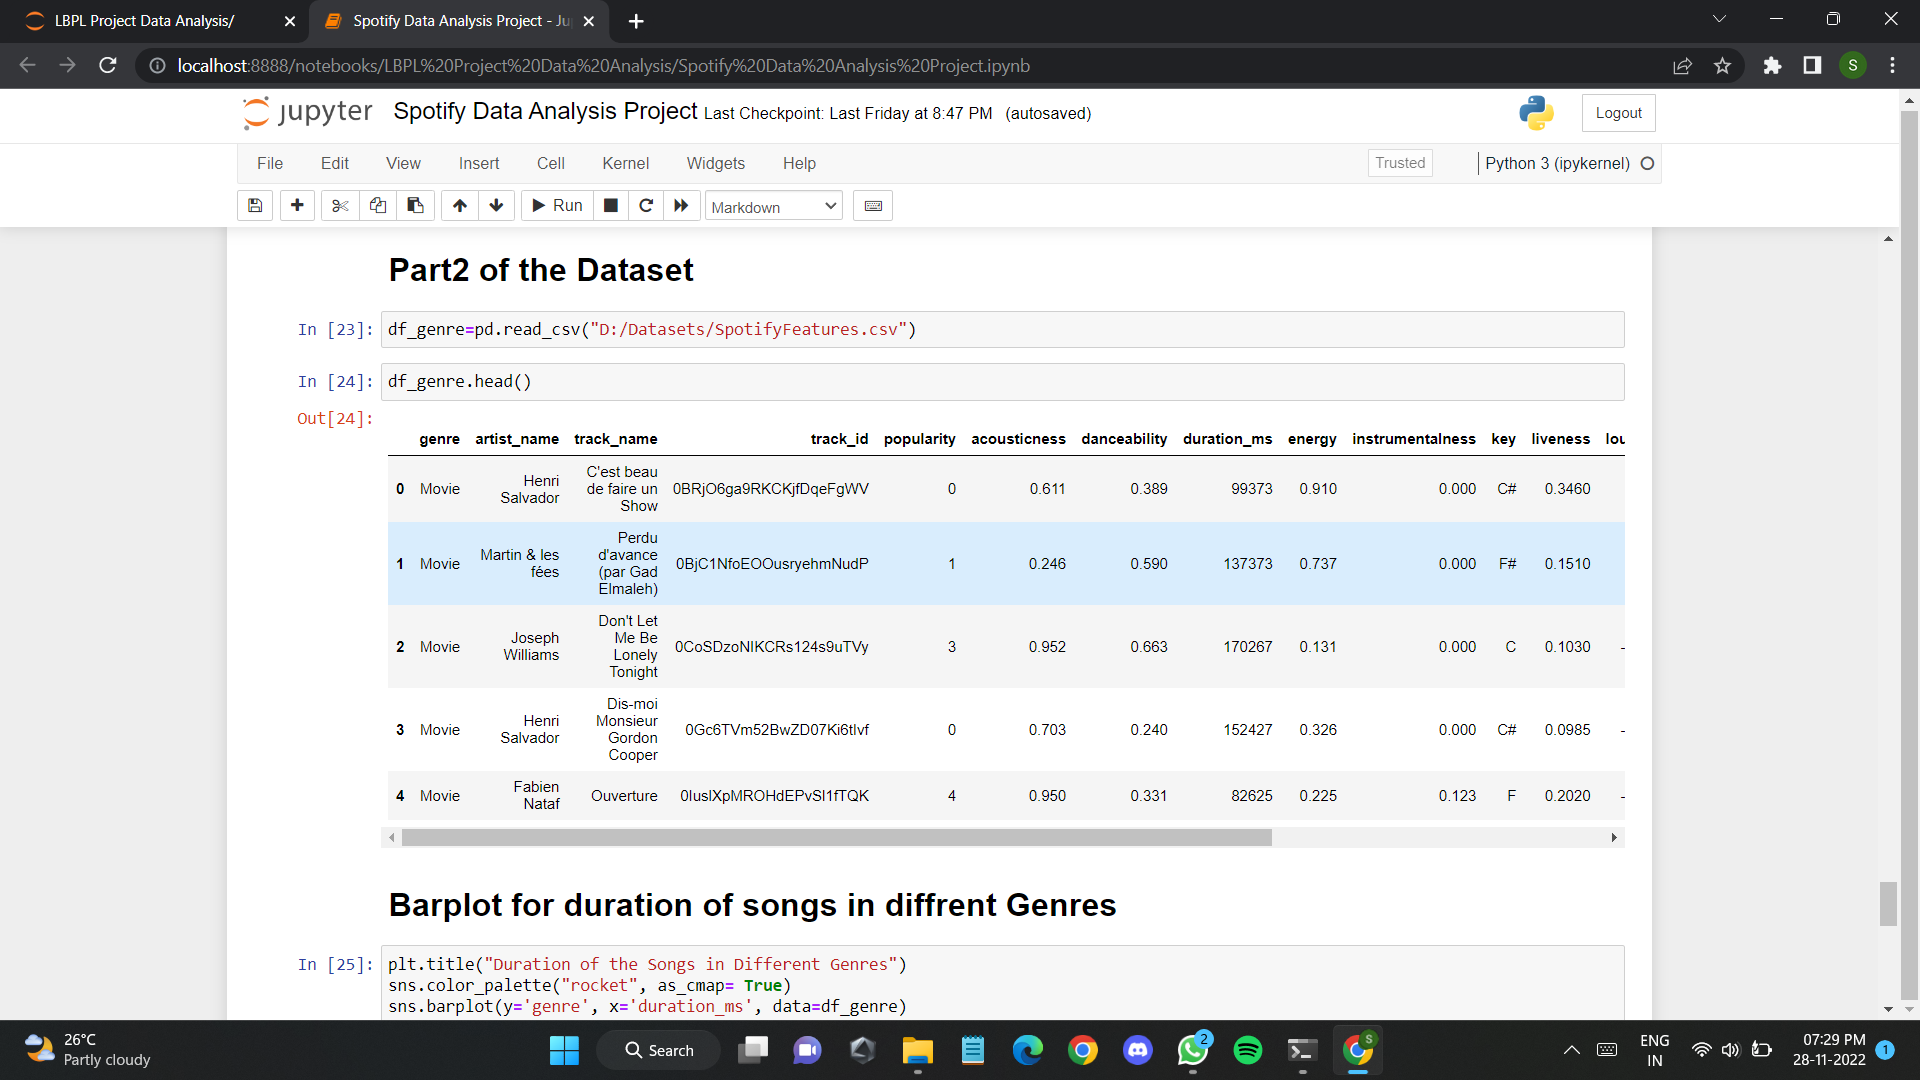 LBPL Project Data Analysis/
Spotify Data Analysis Project - Ju
localhost:8888/notebooks/LBPL%20Project%20Data%20Analysis/Spotify%20Data%20Analysis%20Project.ipynb
S
jupyter Spotify Data Analysis Project Last Checkpoint: Last Friday at 8:47 PM (autosaved)
Logout
File Edit View Insert Cell Kernel Widgets Help
Trusted
Python 3 (ipykernel)
Run
Markdown
Part2 of the Dataset
In [23]: df_genre=pd.read_csv("D:/Datasets/SpotifyFeatures.csv")
In [24]: df_genre.head()
Out[24]:
genre artist_name track_name track_id popularity acousticness danceability duration_ms energy instrumentalness key liveness lou
0 Movie Henri Salvador C'est beau de faire un Show 0BRjO6ga9RKCKjfDqeFgWV 0 0.611 0.389 99373 0.910 0.000 C# 0.3460
1 Movie Martin & les fées Perdu d'avance (par Gad Elmaleh) 0BjC1NfoEOOusryehmNudP 1 0.246 0.590 137373 0.737 0.000 F# 0.1510
2 Movie Joseph Williams Don't Let Me Be Lonely Tonight 0CoSDzoNIKCRs124s9uTVy 3 0.952 0.663 170267 0.131 0.000 C 0.1030 -
3 Movie Henri Salvador Dis-moi Monsieur Gordon Cooper 0Gc6TVm52BwZD07Ki6tIvf 0 0.703 0.240 152427 0.326 0.000 C# 0.0985 -
4 Movie Fabien Nataf Ouverture 0IuslXpMROHdEPvSl1fTQK 4 0.950 0.331 82625 0.225 0.123 F 0.2020 -
Barplot for duration of songs in diffrent Genres
In [25]: plt.title("Duration of the Songs in Different Genres")
sns.color_palette("rocket", as_cmap= True)
sns.barplot(y='genre', x='duration_ms', data=df_genre)
26°C
Partly cloudy
Search
2
S
ENG
IN
07:29 PM
28-11-2022
1